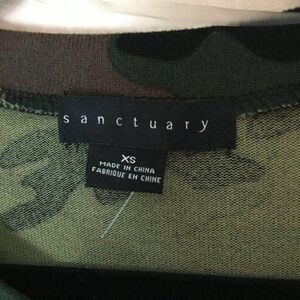 sanctuary
XS
MADE IN CHINA
FABRIQUE EN CHINE